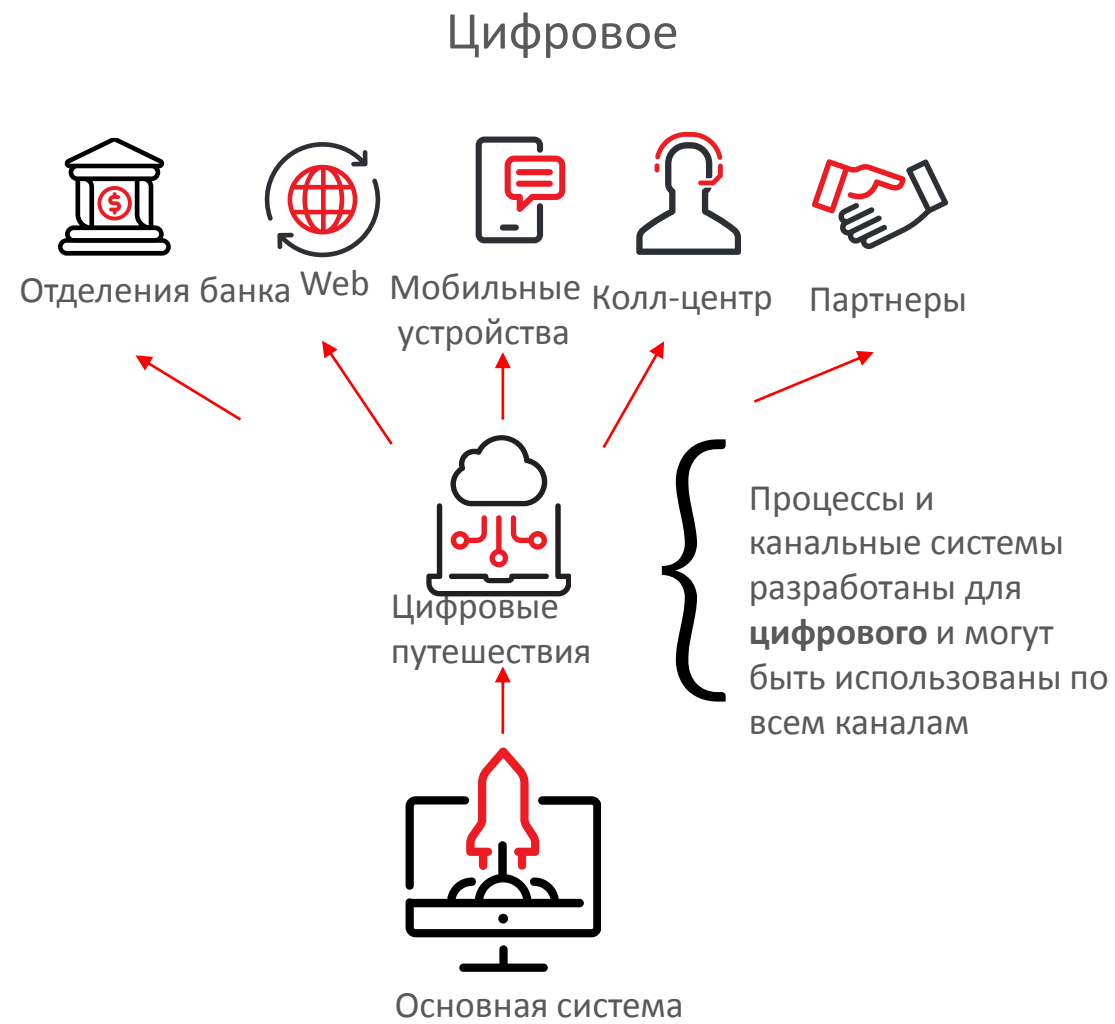 Цифровое
Отделения банка
Web
Мобильные
устройства
Колл-центр
Партнеры
Цифровые
путешествия
Процессы и
канальные системы
разработаны для
цифрового и могут
быть использованы по
всем каналам
Основная система